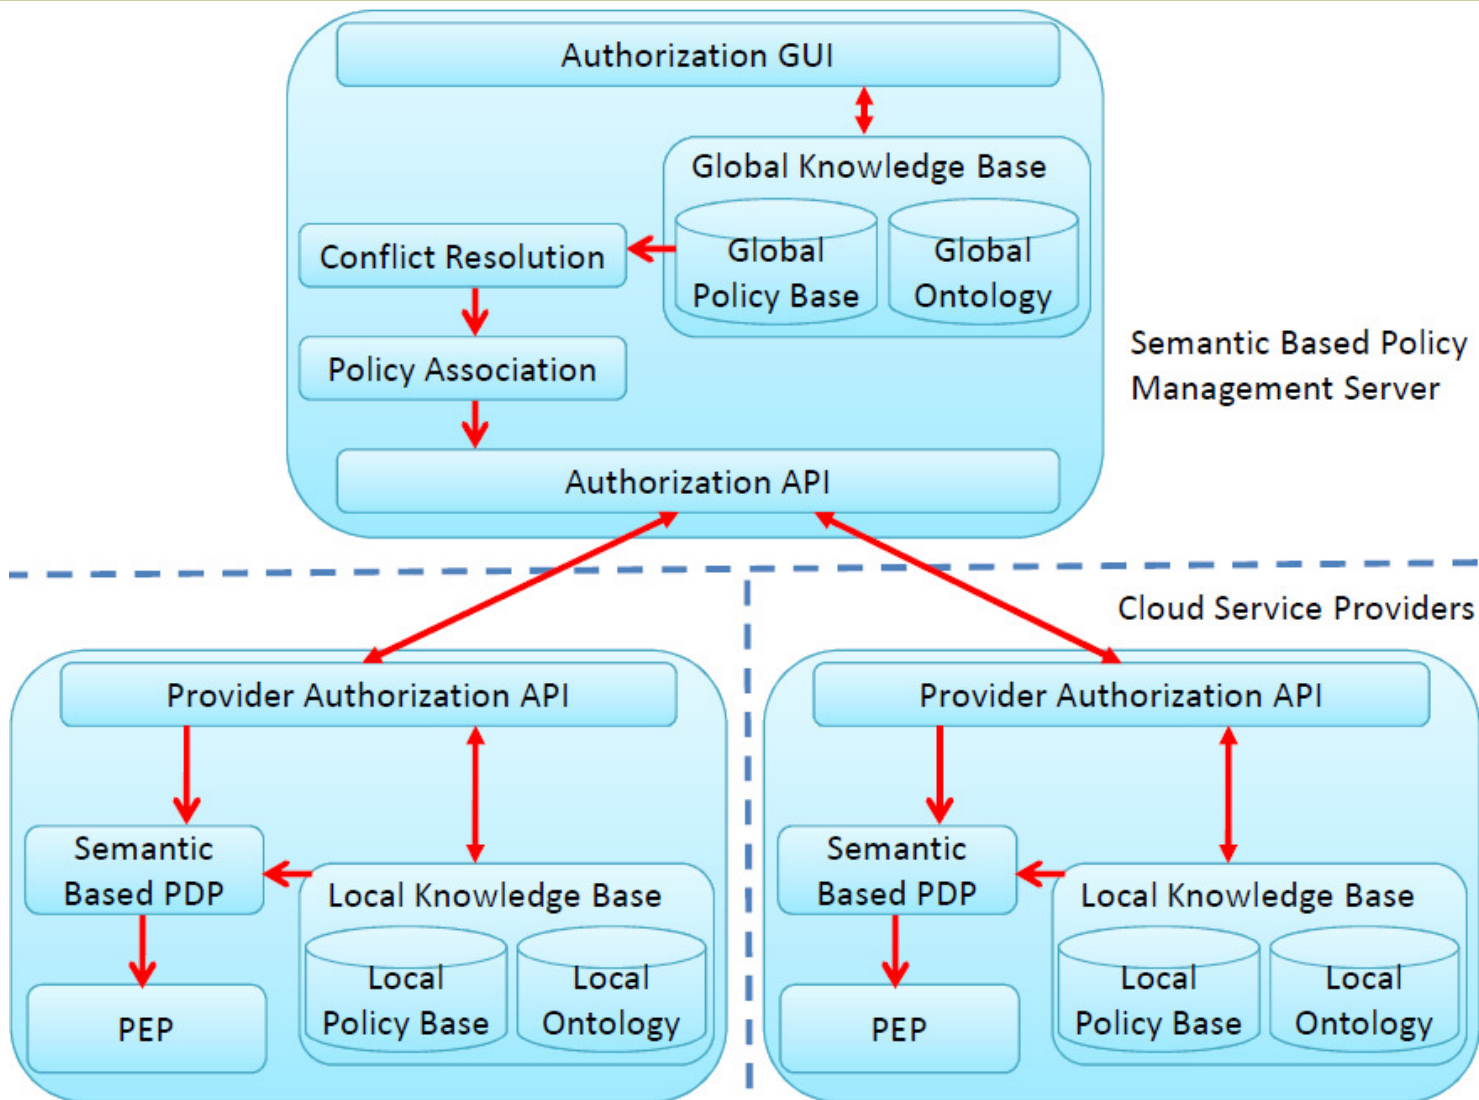 Authorization GUI
Global Knowledge Base
Global
Policy Base
Global
Ontology
Conflict Resolution
Policy Association
Authorization API
Semantic Based Policy
Management Server
Cloud Service Providers
Provider Authorization API
Semantic
Based PDP
Local Knowledge Base
Local
Policy Base
Local
Ontology
PEP
Provider Authorization API
Semantic
Based PDP
Local Knowledge Base
Local
Policy Base
Local
Ontology
PEP